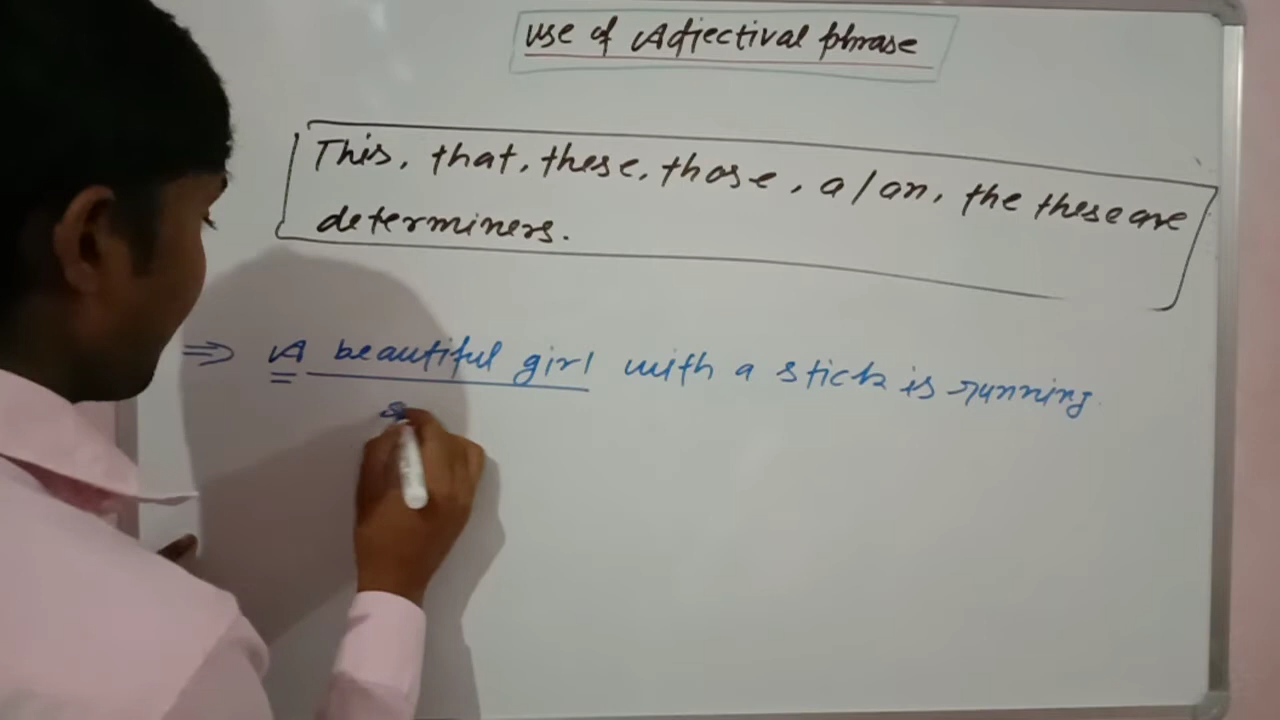 Use of Adjectival phrase
This, that, these, those, a/an, the these are
determiners.
⇒ A beautiful girl with a stick is running.
S